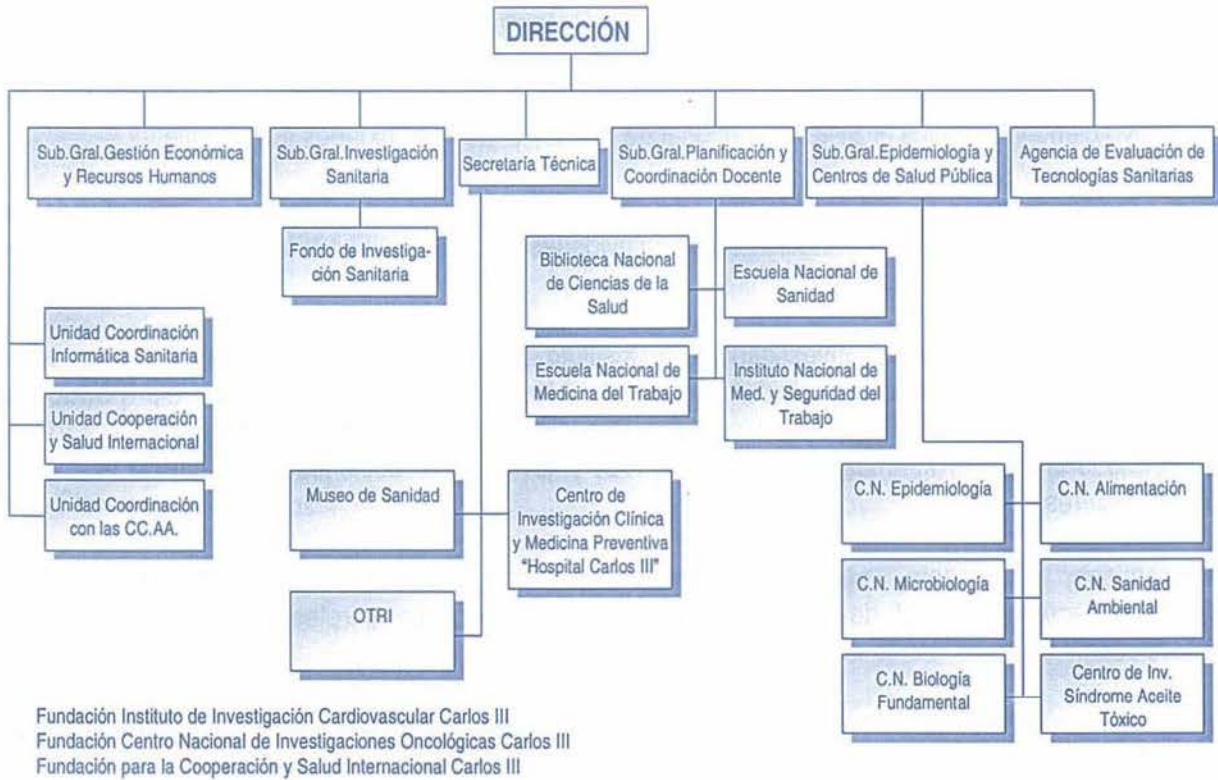 DIRECCIÓN
Sub.Gral.Gestión Económica
y Recursos Humanos
Sub.Gral.Investigación
Sanitaria
Secretaría Técnica
Sub.Gral.Planificación y
Coordinación Docente
Sub.Gral.Epidemiología y
Centros de Salud Pública
Agencia de Evaluación de
Tecnologías Sanitarias
Fondo de Investiga-
ción Sanitaria
Biblioteca Nacional
de Ciencias de la
Salud
Escuela Nacional de
Sanidad
Unidad Coordinación
Informática Sanitaria
Escuela Nacional de
Medicina del Trabajo
Instituto Nacional de
Med. y Seguridad del
Trabajo
Unidad Cooperación
y Salud Internacional
Unidad Coordinación
con las CC.AA.
Museo de Sanidad
Centro de
Investigación Clínica
y Medicina Preventiva
"Hospital Carlos III"
OTRI
C.N. Epidemiología
C.N. Alimentación
C.N. Microbiología
C.N. Sanidad
Ambiental
C.N. Biología
Fundamental
Centro de Inv.
Síndrome Aceite
Tóxico
Fundación Instituto de Investigación Cardiovascular Carlos III
Fundación Centro Nacional de Investigaciones Oncológicas Carlos III
Fundación para la Cooperación y Salud Internacional Carlos III